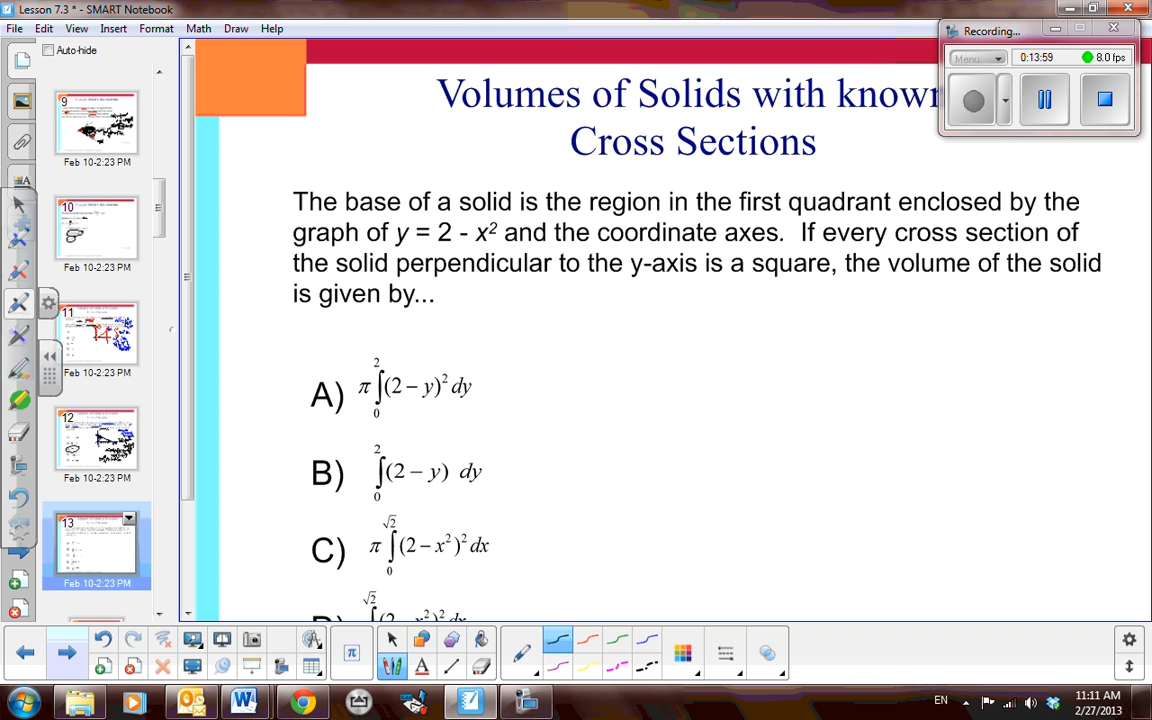 Lesson 7.3 * - SMART Notebook
File Edit View Insert Format Math Draw Help
Auto-hide
Recording...
Menu 0:13:59 8.0 fps
9
Feb 10-2:23 PM
10
Feb 10-2:23 PM
11
Feb 10-2:23 PM
12
Feb 10-2:23 PM
13
Feb 10-2:23 PM
Volumes of Solids with known
Cross Sections
The base of a solid is the region in the first quadrant enclosed by the
graph of y = 2 - x² and the coordinate axes. If every cross section of
the solid perpendicular to the y-axis is a square, the volume of the solid
is given by...
A) π∫₀² (2 − y)² dy
B) ∫₀² (2 − y) dy
C) π∫₀^√2 (2 − x²)² dx
EN 11:11 AM
2/27/2013